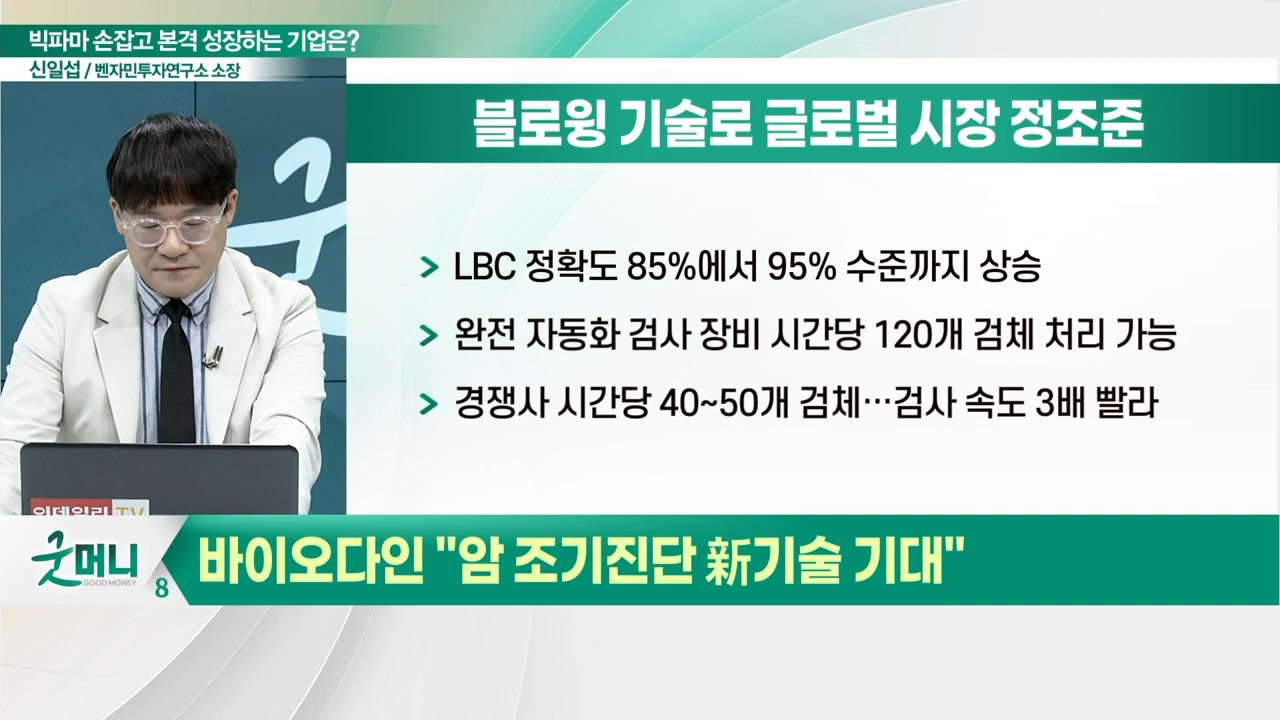 빅파마 손잡고 본격 성장하는 기업은?
신일섭 / 벤자민투자연구소 소장
블로윙 기술로 글로벌 시장 정조준
> LBC 정확도 85%에서 95% 수준까지 상승
> 완전 자동화 검사 장비 시간당 120개 검체 처리 가능
> 경쟁사 시간당 40~50개 검체…검사 속도 3배 빨라
굿머니
GOOD MONEY
8
바이오다인 "암 조기진단 新기술 기대"